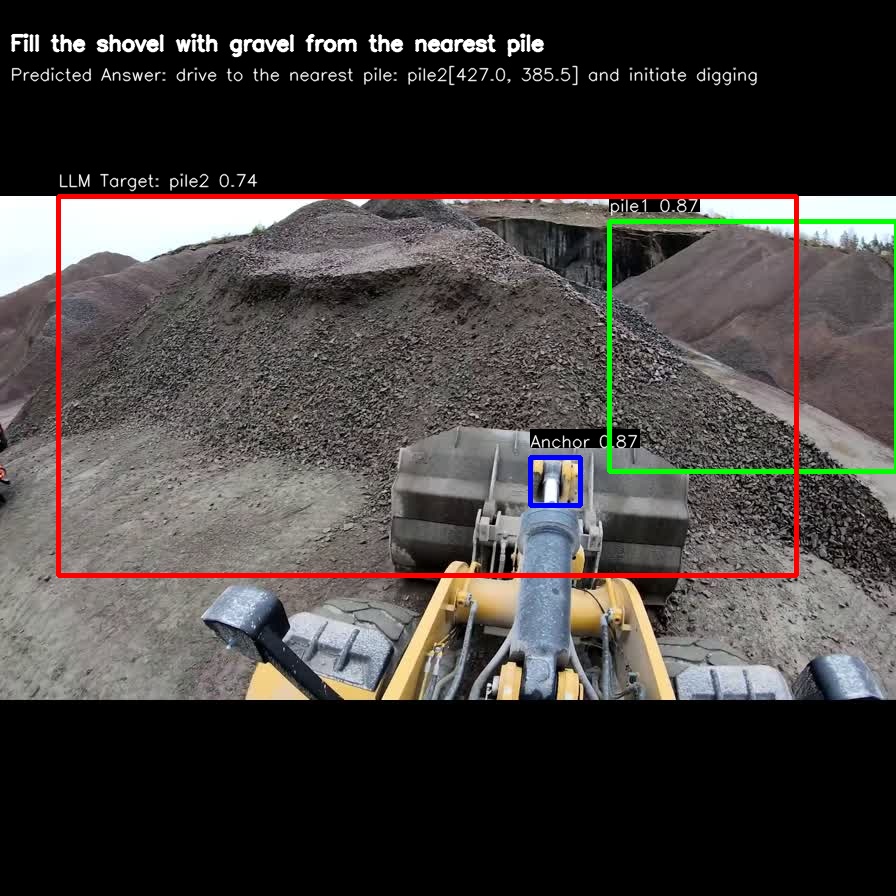 Fill the shovel with gravel from the nearest pile
Predicted Answer: drive to the nearest pile: pile2[427.0, 385.5] and initiate digging
LLM Target: pile2 0.74
pile1 0.87
Anchor 0.87